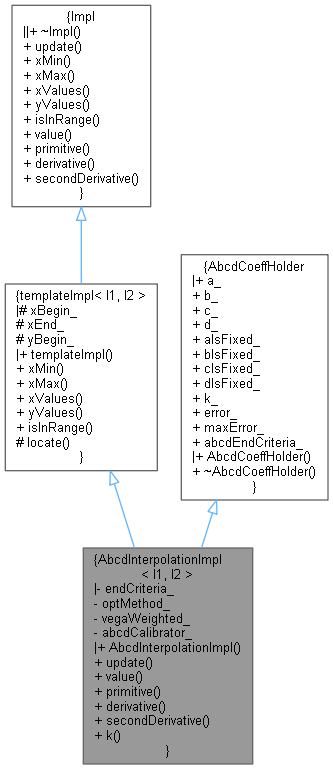 {Impl
||+ ~Impl()
+ update()
+ xMin()
+ xMax()
+ xValues()
+ yValues()
+ isInRange()
+ value()
+ primitive()
+ derivative()
+ secondDerivative()
}
{templateImpl< I1, I2 >
|# xBegin_
# xEnd_
# yBegin_
|+ templateImpl()
+ xMin()
+ xMax()
+ xValues()
+ yValues()
+ isInRange()
# locate()
}
{AbcdCoeffHolder
|+ a_
+ b_
+ c_
+ d_
+ aIsFixed_
+ bIsFixed_
+ cIsFixed_
+ dIsFixed_
+ k_
+ error_
+ maxError_
+ abcdEndCriteria_
|+ AbcdCoeffHolder()
+ ~AbcdCoeffHolder()
}
{AbcdInterpolationImpl
< I1, I2 >
|- endCriteria_
- optMethod_
- vegaWeighted_
- abcdCalibrator_
|+ AbcdInterpolationImpl()
+ update()
+ value()
+ primitive()
+ derivative()
+ secondDerivative()
+ k()
}